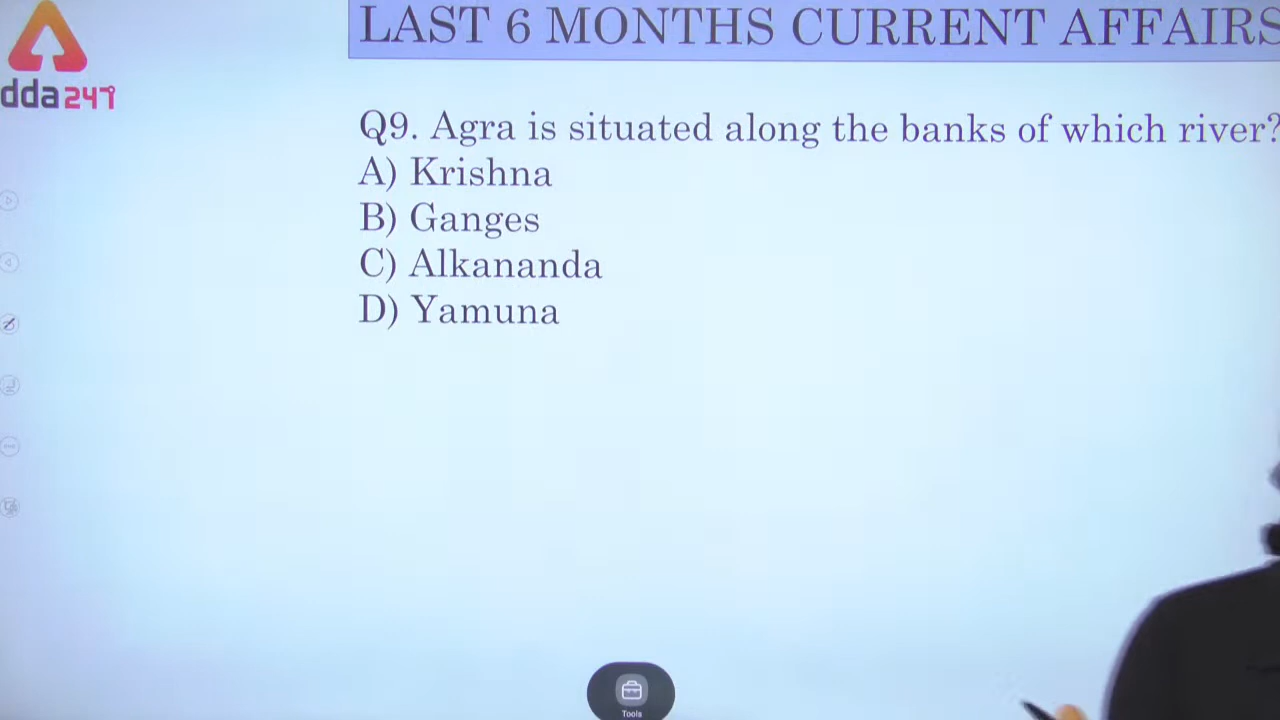 LAST 6 MONTHS CURRENT AFFAIRS
dda247
Q9. Agra is situated along the banks of which river?
A) Krishna
B) Ganges
C) Alkananda
D) Yamuna
Tools